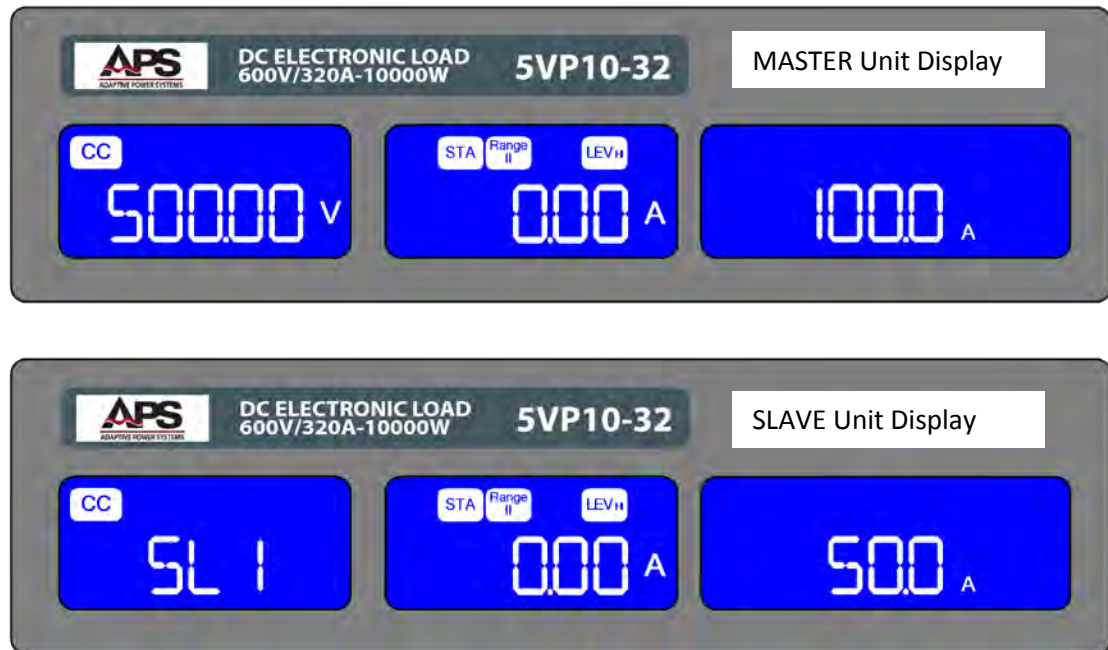 APS
ADAPTIVE POWER SYSTEMS
DC ELECTRONIC LOAD
600V/320A-10000W
5VP10-32
MASTER Unit Display
CC
500.00 V
STA Range II LEVH
0.00 A
100.0 A
APS
ADAPTIVE POWER SYSTEMS
DC ELECTRONIC LOAD
600V/320A-10000W
5VP10-32
SLAVE Unit Display
CC
SL 1
STA Range II LEVH
0.00 A
50.0 A